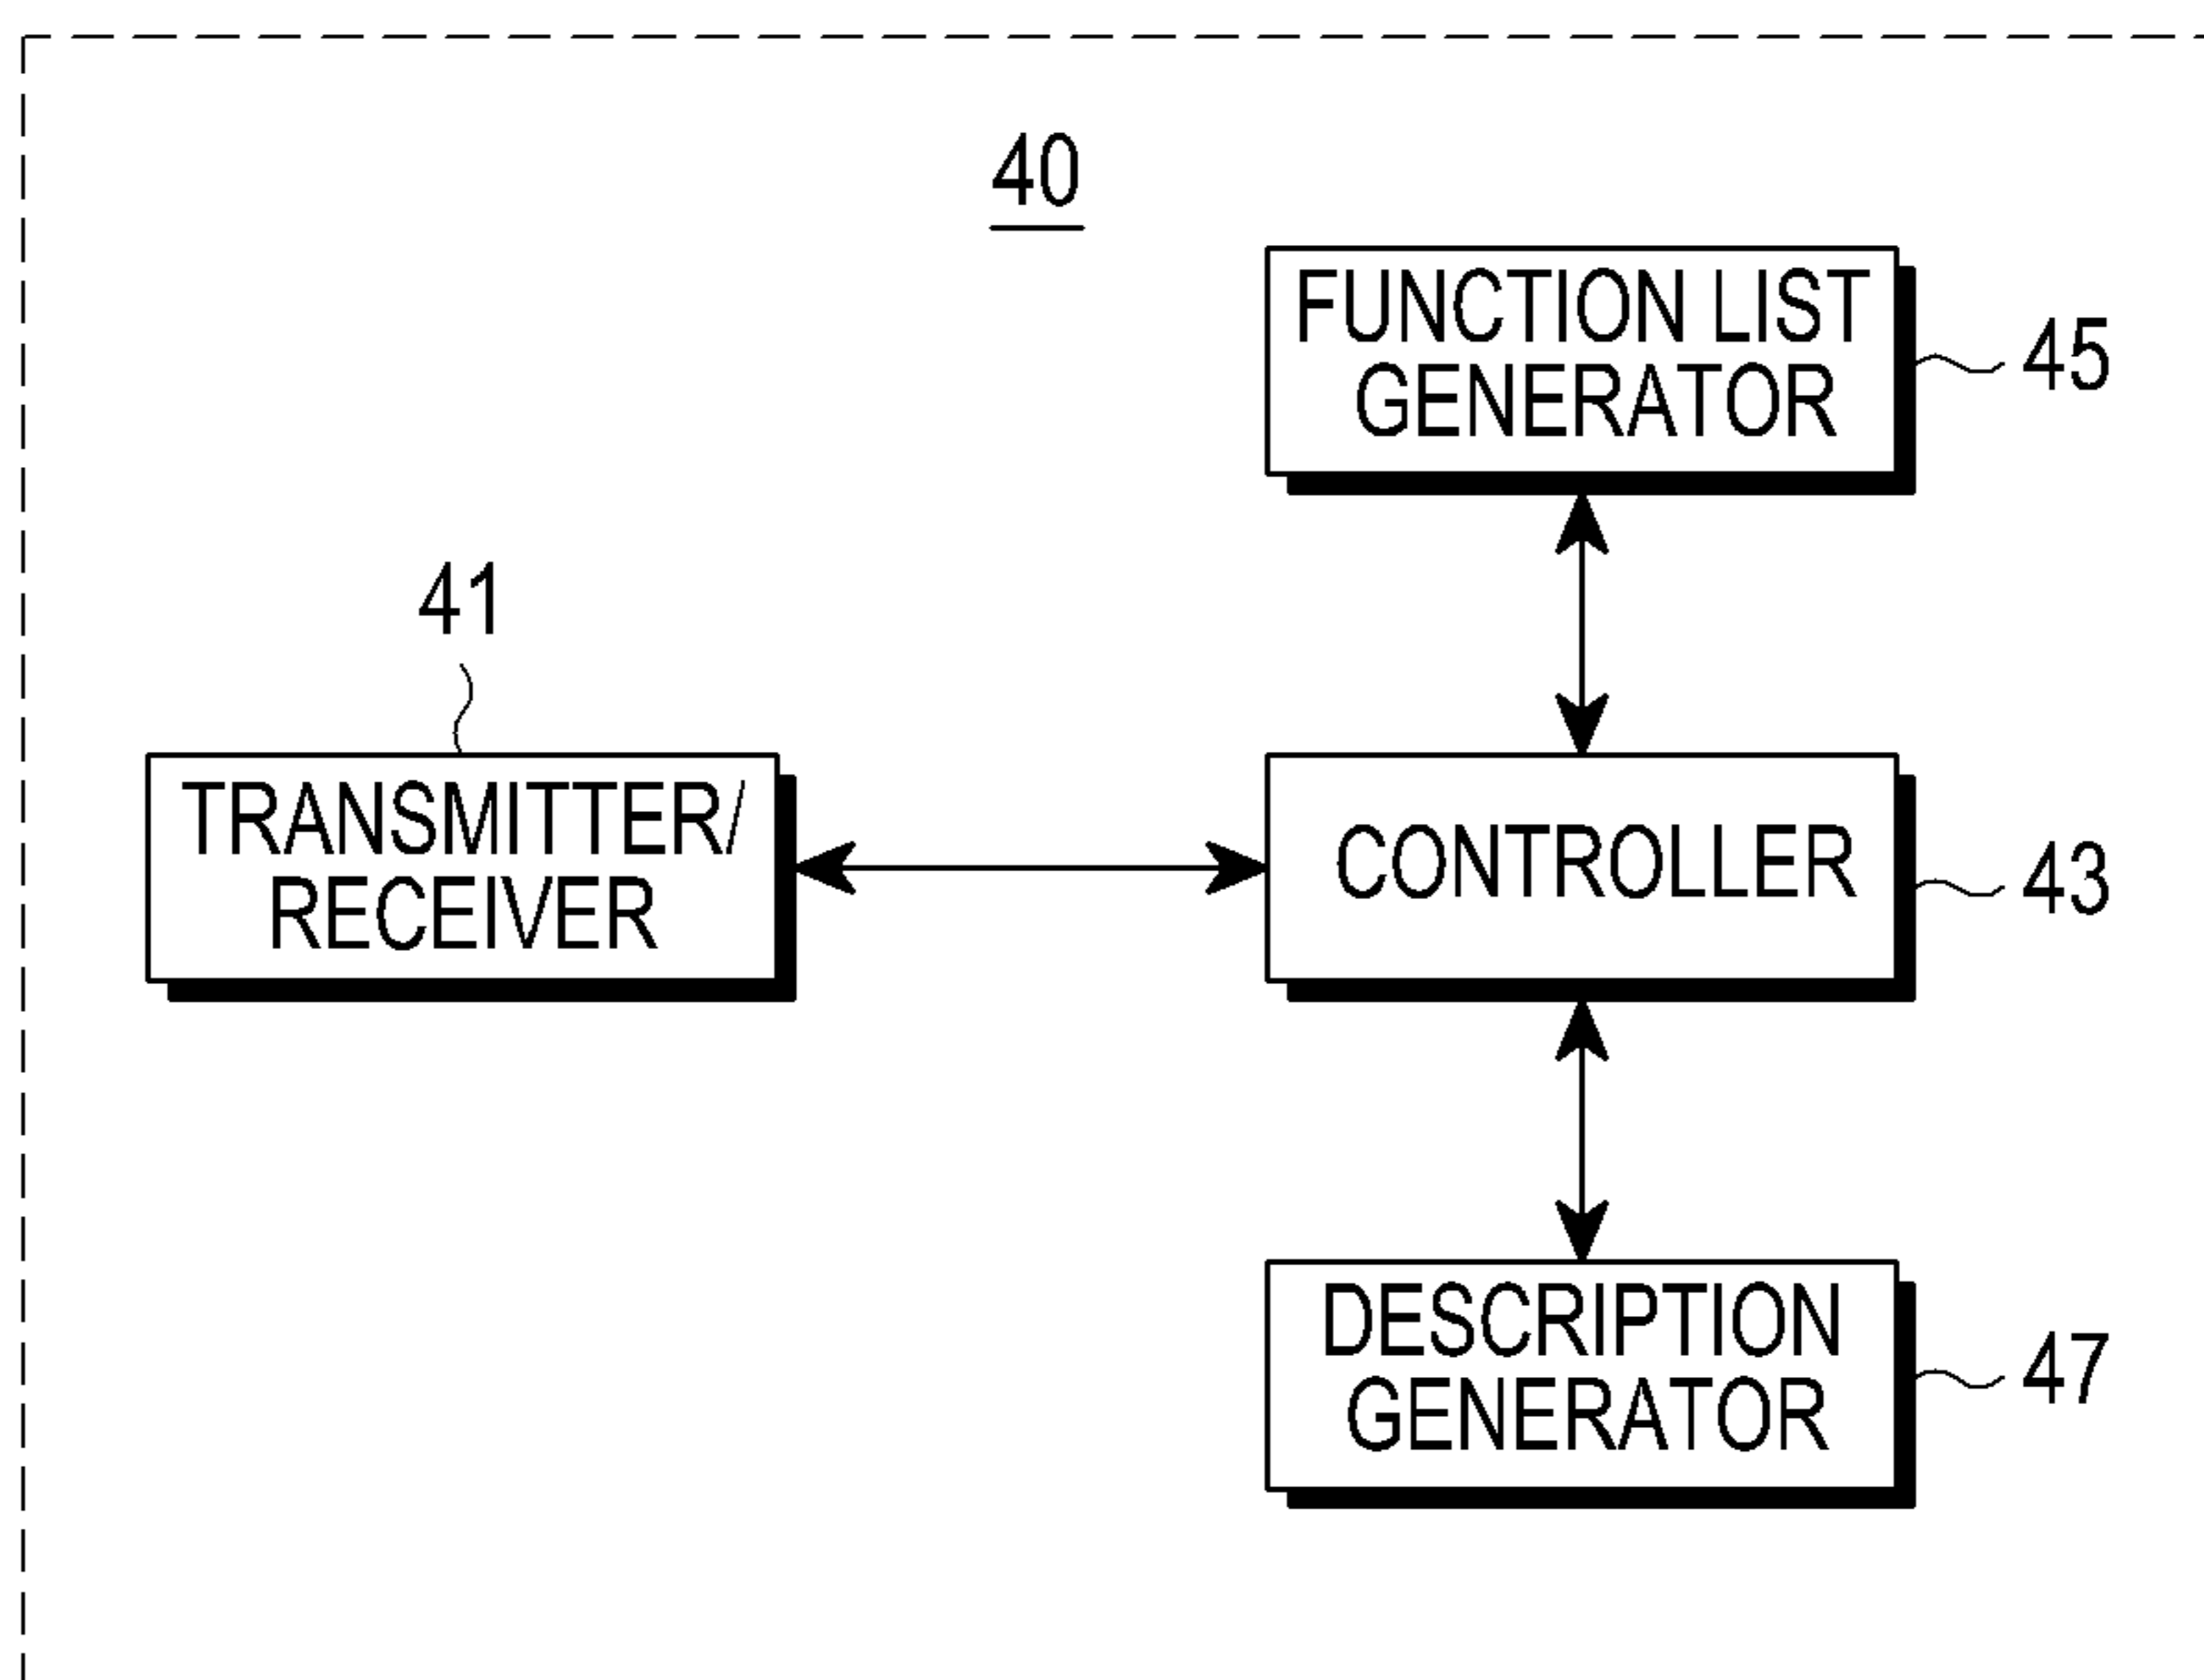 40
FUNCTION LIST
GENERATOR
45
41
TRANSMITTER/
RECEIVER
CONTROLLER
43
DESCRIPTION
GENERATOR
47